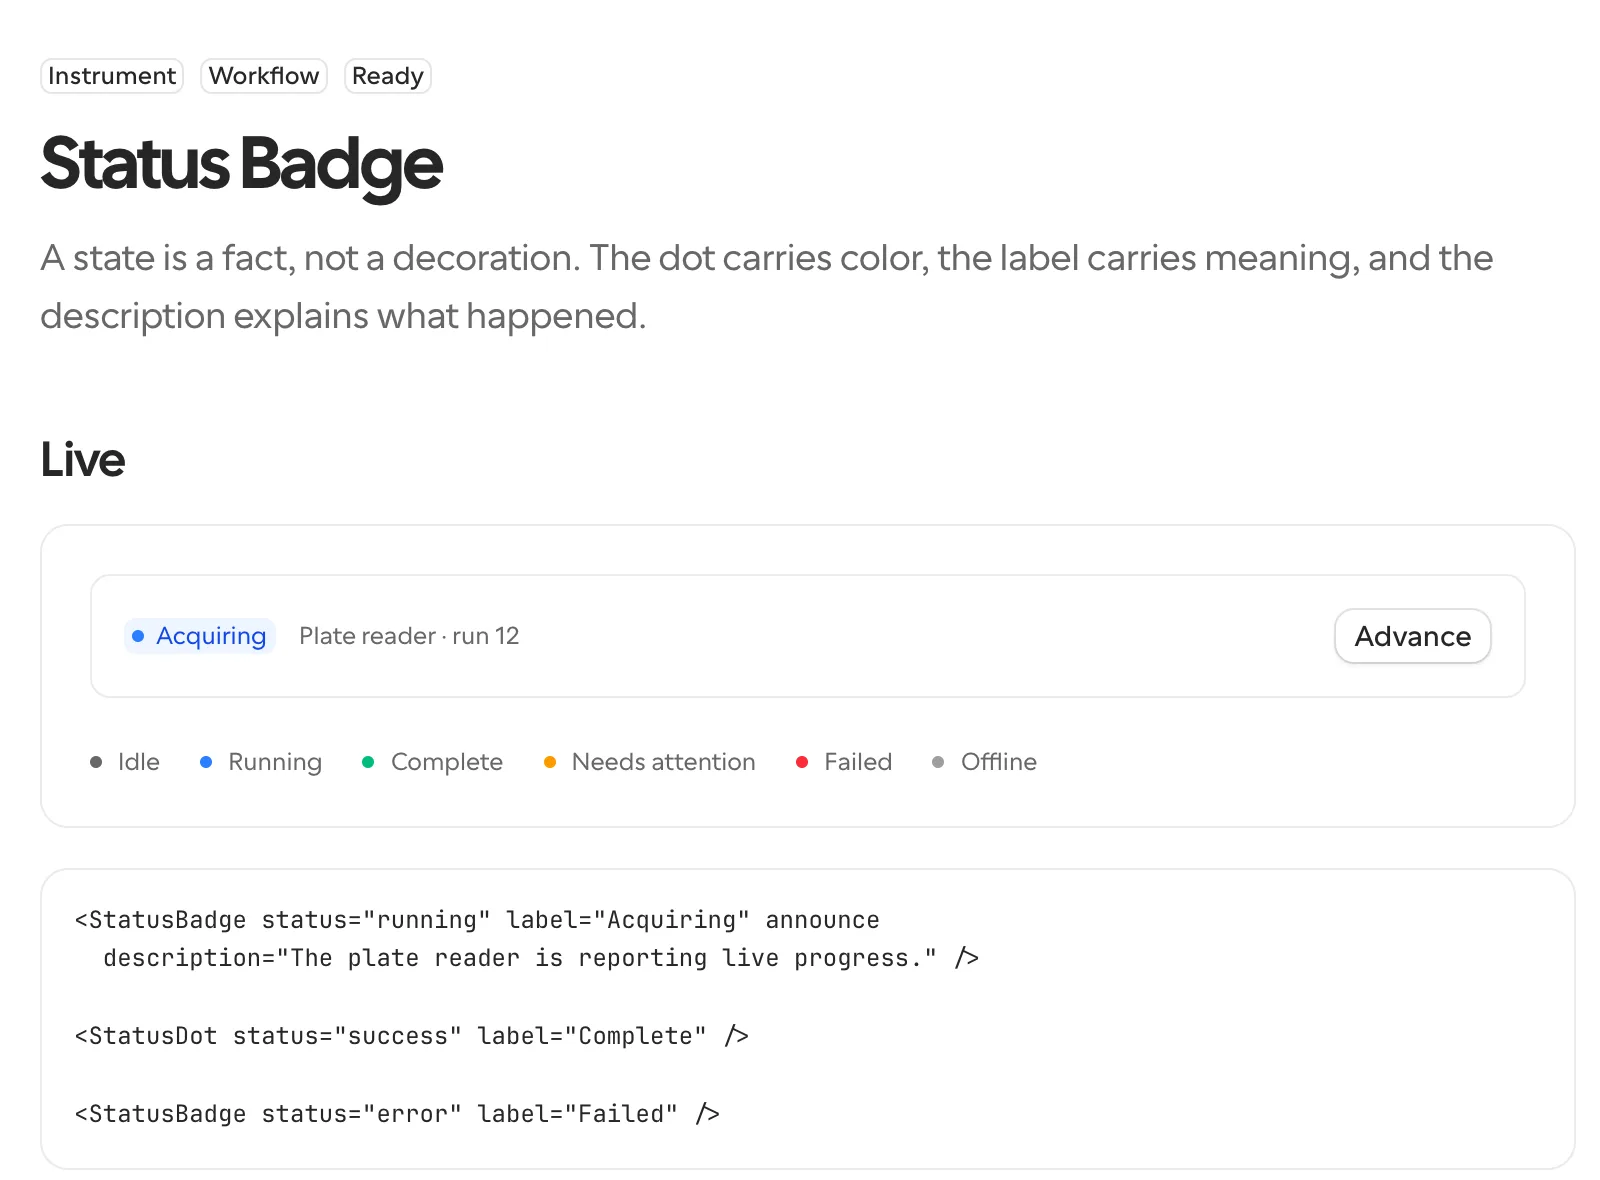 Instrument Workflow Ready
Status Badge
A state is a fact, not a decoration. The dot carries color, the label carries meaning, and the
description explains what happened.
Live
Acquiring Plate reader · run 12 Advance
Idle Running Complete Needs attention Failed Offline
<StatusBadge status="running" label="Acquiring" announce
  description="The plate reader is reporting live progress." />
<StatusDot status="success" label="Complete" />
<StatusBadge status="error" label="Failed" />